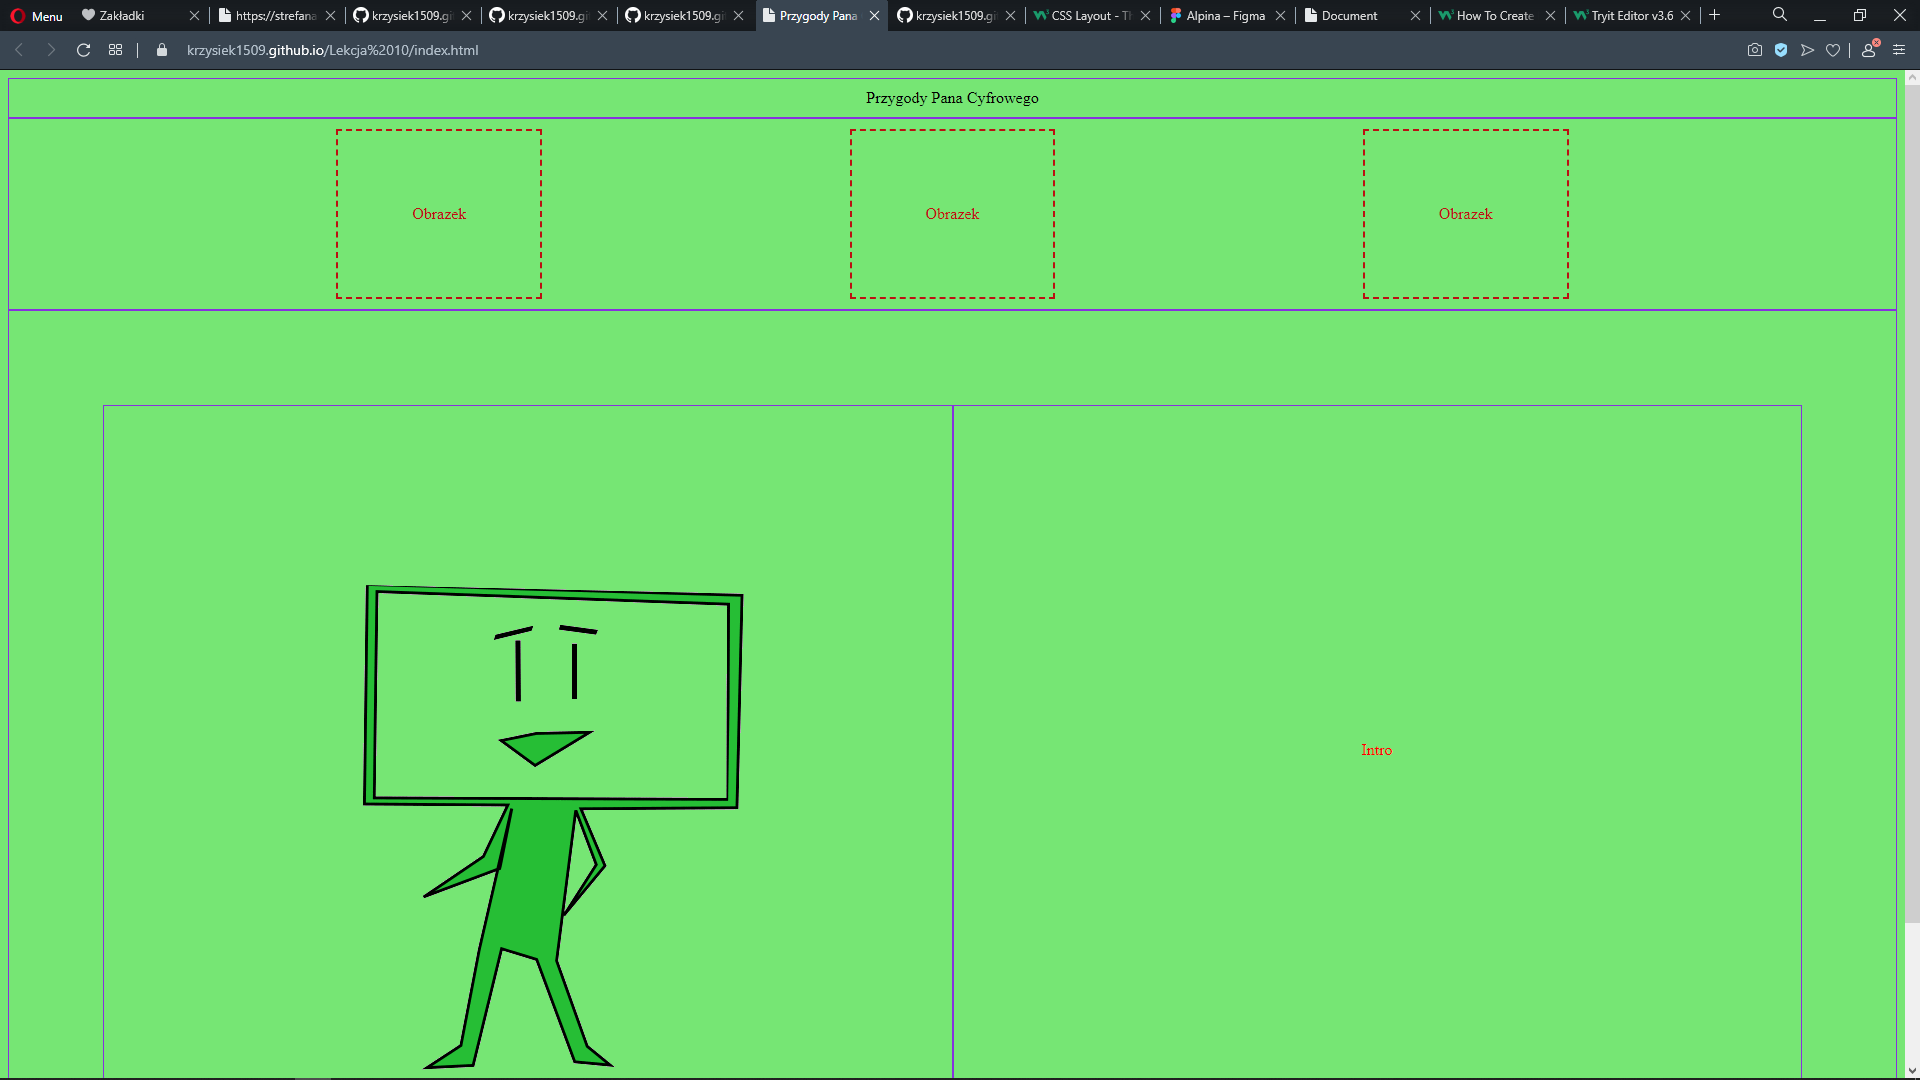 Menu
Zakładki
https://strefana
krzysiek1509.gi
krzysiek1509.gi
krzysiek1509.gi
Przygody Pana
krzysiek1509.gi
CSS Layout - Th
Alpina – Figma
Document
How To Create
Tryit Editor v3.6
krzysiek1509.github.io/Lekcja%2010/index.html
Przygody Pana Cyfrowego
Obrazek
Obrazek
Obrazek
Intro